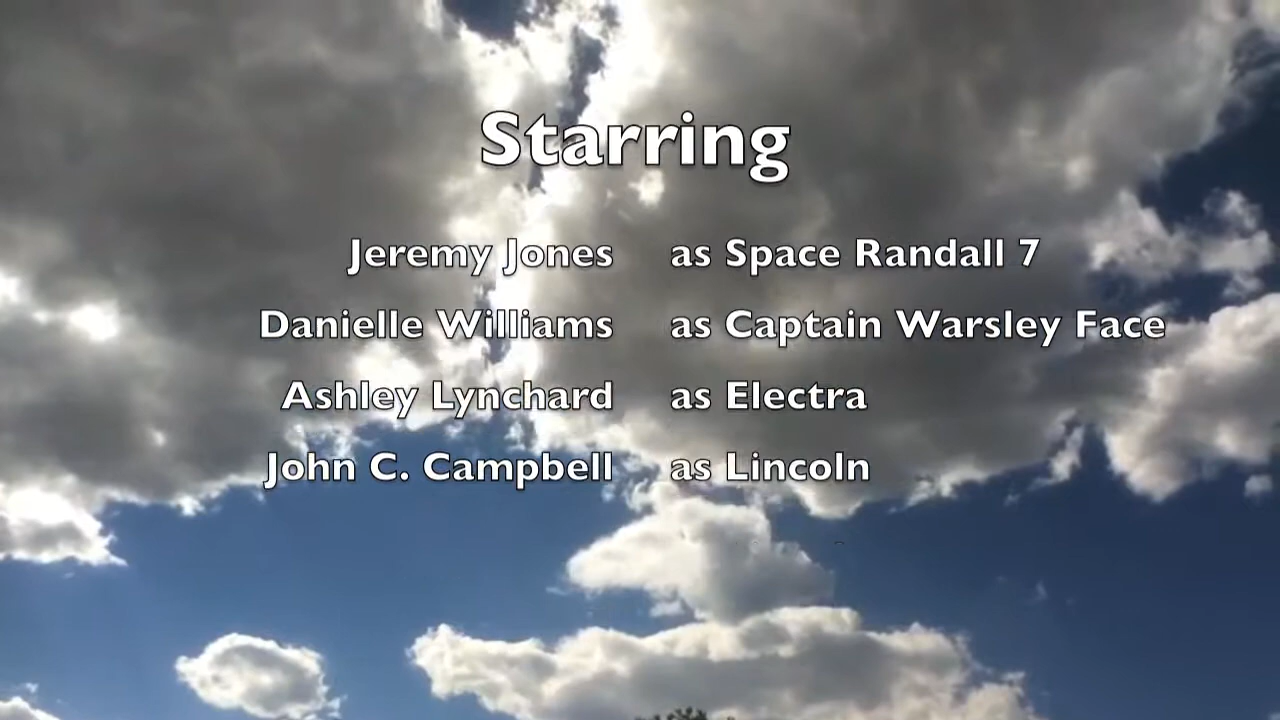 Starring
Jeremy Jones as Space Randall 7
Danielle Williams as Captain Warsley Face
Ashley Lynchard as Electra
John C. Campbell as Lincoln